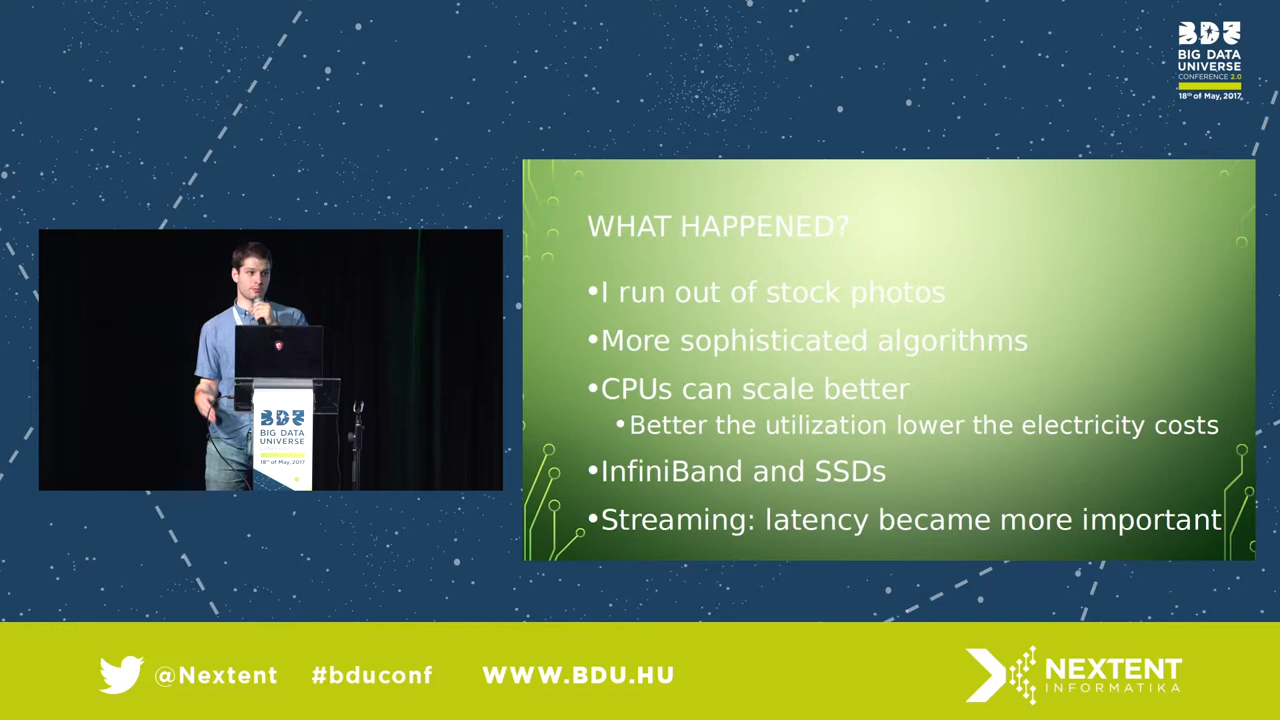 BDU
BIG DATA
UNIVERSE
CONFERENCE 2.0
18th of May, 2017
WHAT HAPPENED?
•I run out of stock photos
•More sophisticated algorithms
•CPUs can scale better
•Better the utilization lower the electricity costs
•InfiniBand and SSDs
•Streaming: latency became more important
BDU
BIG DATA
UNIVERSE
18th of May, 2017
@Nextent
#bduconf
WWW.BDU.HU
NEXTENT
INFORMATIKA